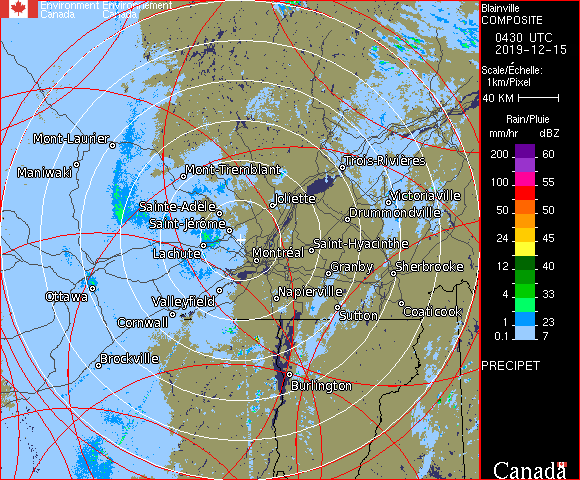 Environment Environnement
Canada Canada
Blainville
COMPOSITE
0430 UTC
2019-12-15
Scale/Échelle:
1km/Pixel
40 KM
Rain/Pluie
mm/hr dBZ
200 60
150 57
100 55
50 50
24 45
12 40
4 33
1 23
0.1 7
PRECIPET
Canada
Mont-Laurier
Maniwaki
Mont-Tremblant
Trois-Rivières
Sainte-Adele
Joliette
Victoriaville
Saint-Jérôme
Drummondville
Lachute
Montréal
Saint-Hyacinthe
Granby
Sherbrooke
Ottawa
Valleyfield
Napierville
Cornwall
Sutton
Coaticook
Brockville
Burlington